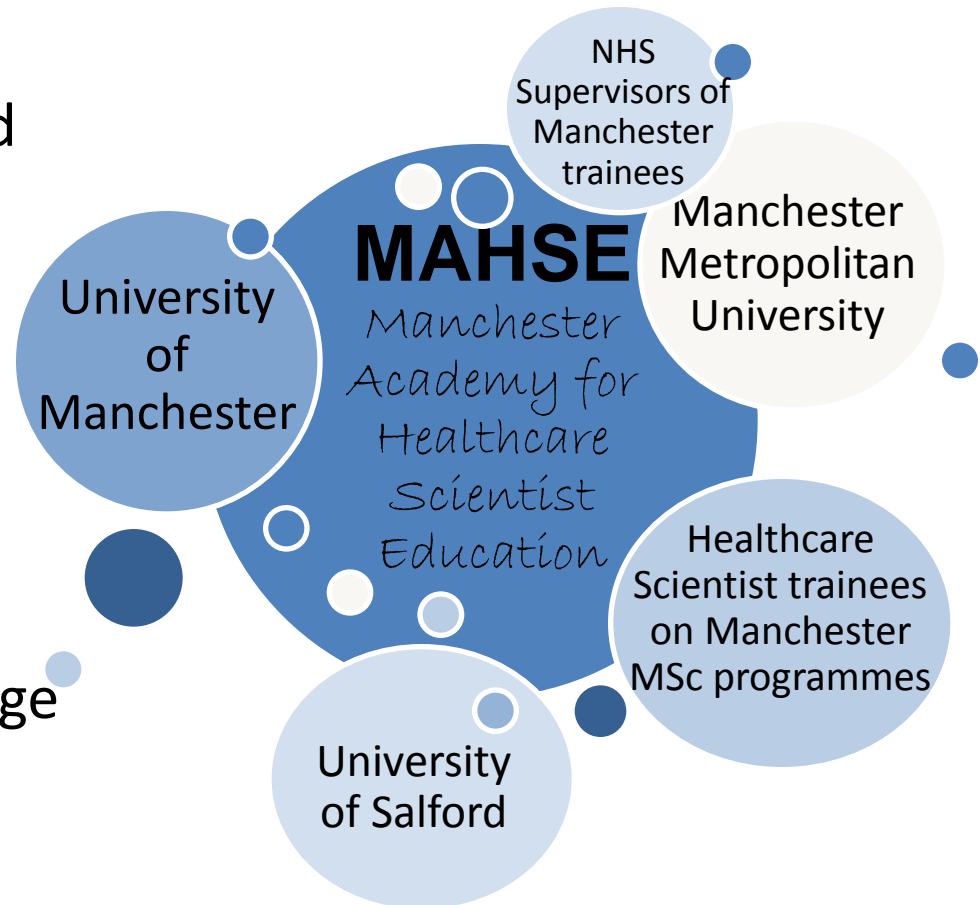 d
ge
NHS
Supervisors of
Manchester
trainees
Manchester
Metropolitan
University
MAHSE
Manchester
Academy for
Healthcare
Scientist
Education
University
of
Manchester
Healthcare
Scientist trainees
on Manchester
MSc programmes
University
of Salford